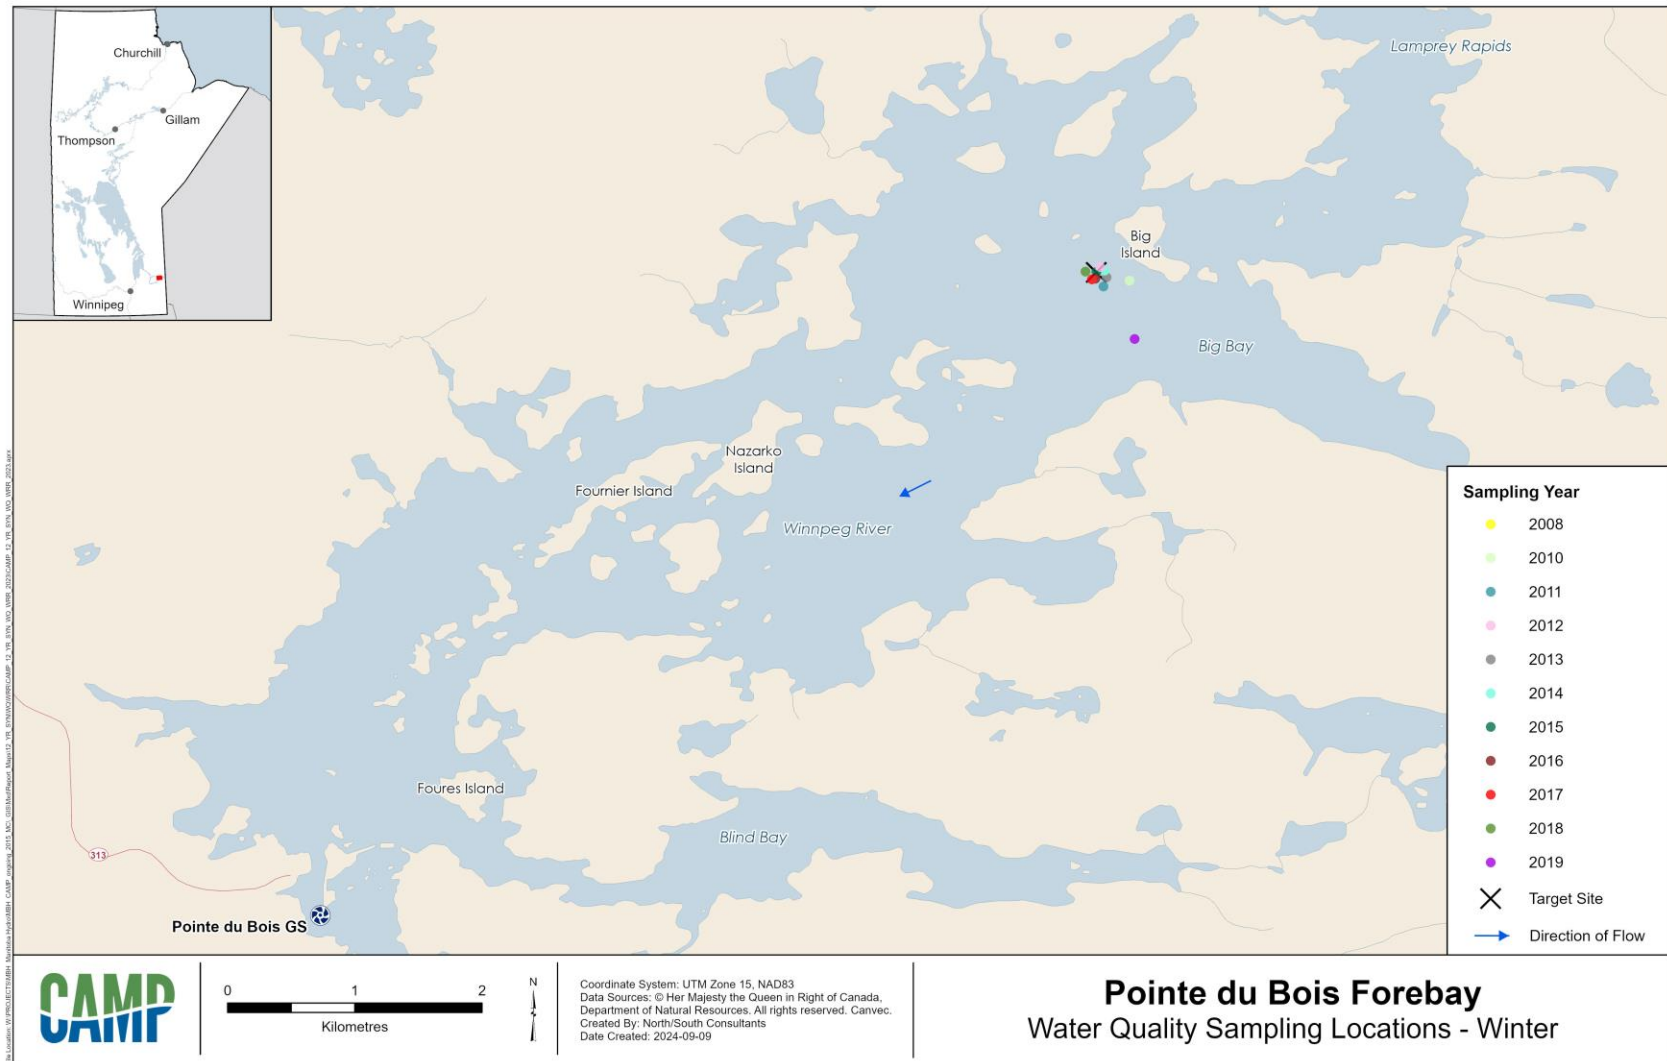 Churchill
Gillam
Thompson
Winnipeg
Lamprey Rapids
Big
Island
Big Bay
Nazarko
Island
Fournier Island
Winnpeg River
Foures Island
Blind Bay
313
Pointe du Bois GS
Sampling Year
2008
2010
2011
2012
2013
2014
2015
2016
2017
2018
2019
Target Site
Direction of Flow
CAMP
0 1 2
Kilometres
N
Coordinate System: UTM Zone 15, NAD83
Data Sources: © Her Majesty the Queen in Right of Canada,
Department of Natural Resources. All rights reserved. Canvec.
Created By: North/South Consultants
Date Created: 2024-09-09
Pointe du Bois Forebay
Water Quality Sampling Locations - Winter